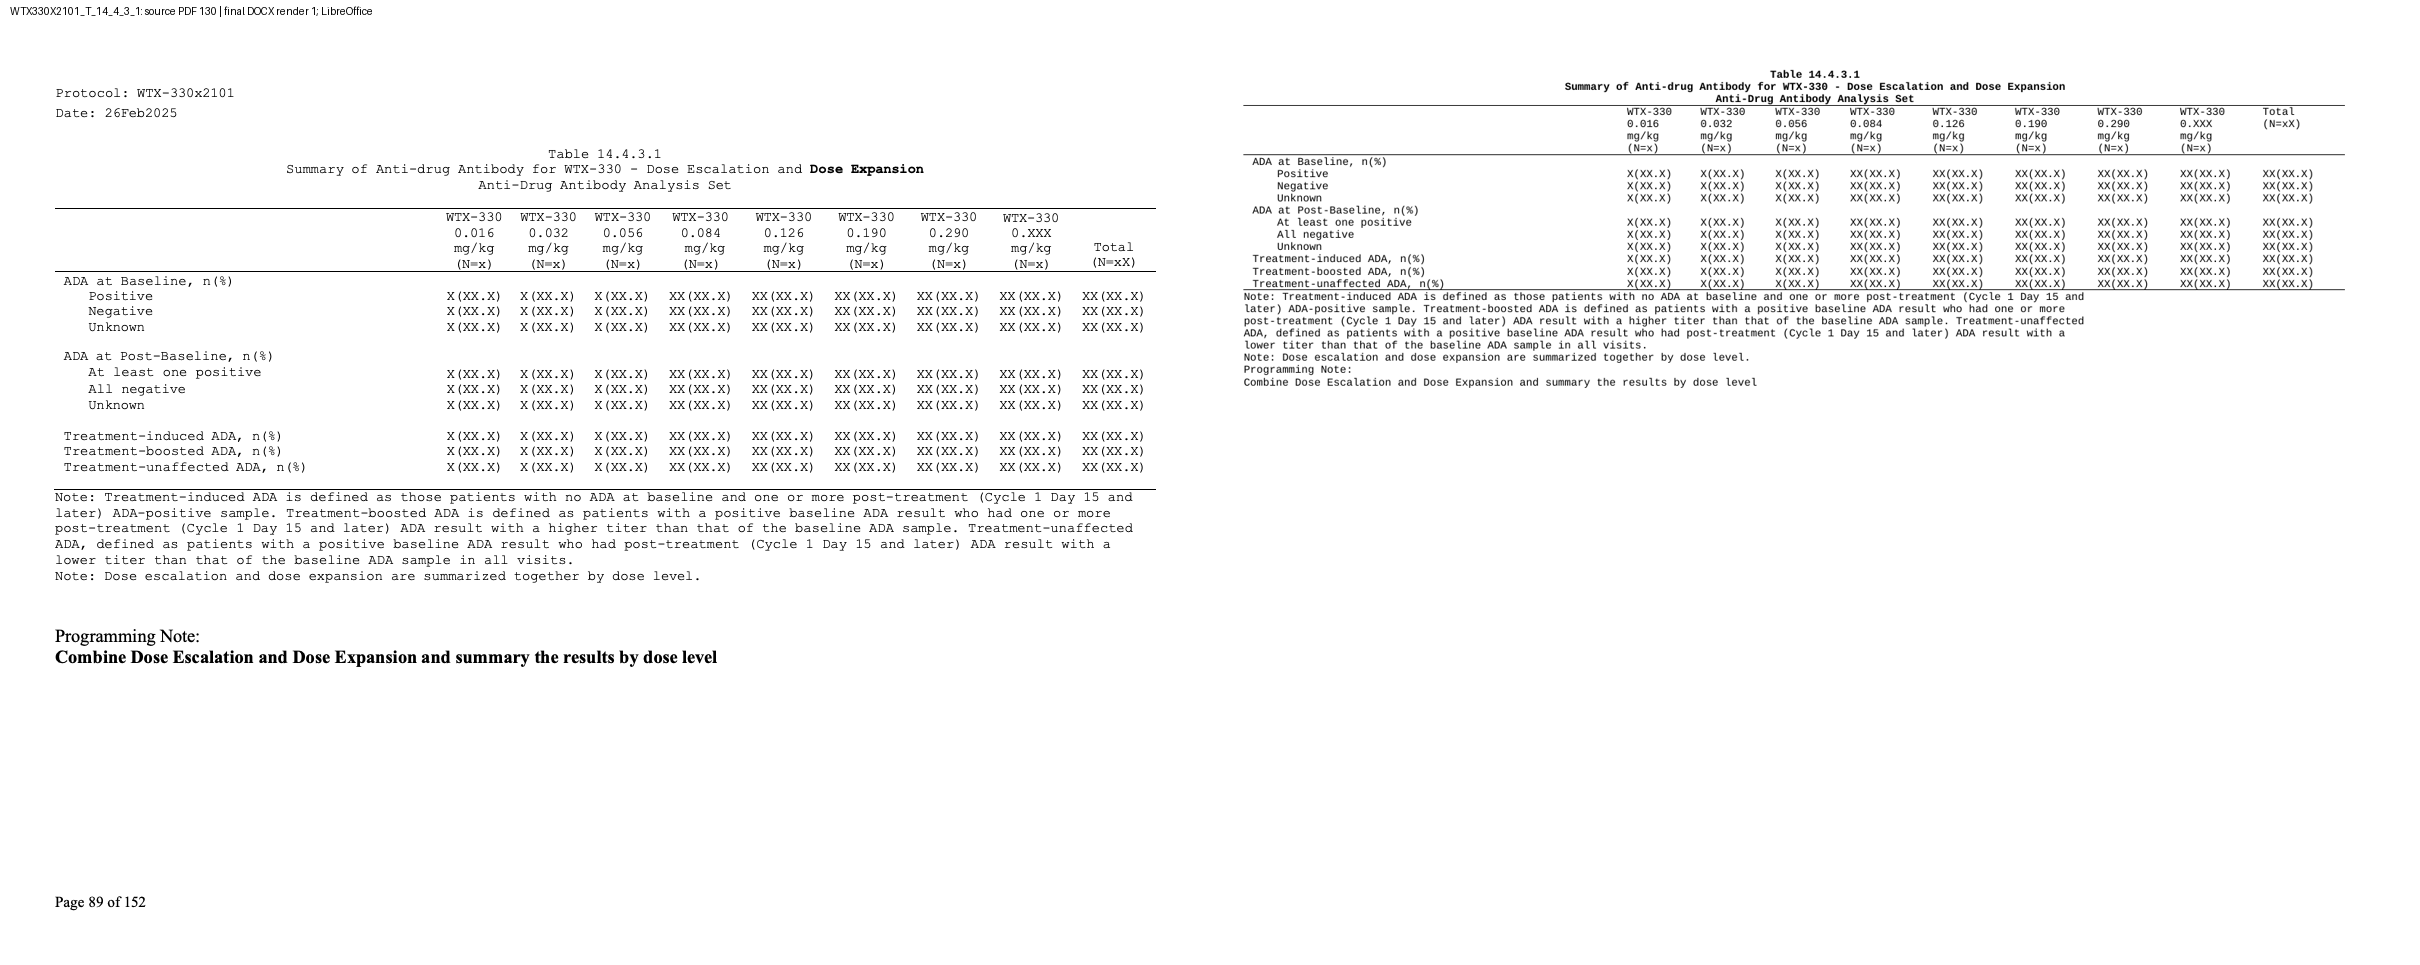 WTX330X2101_T_14_4_3_1: source PDF 130 | final DOCX render 1; LibreOffice
Protocol: WTX-330x2101
Date: 26Feb2025
Table 14.4.3.1
Summary of Anti-drug Antibody for WTX-330 - Dose Escalation and Dose Expansion
Anti-Drug Antibody Analysis Set
WTX-330 WTX-330 WTX-330 WTX-330 WTX-330 WTX-330 WTX-330 WTX-330
0.016 0.032 0.056 0.084 0.126 0.190 0.290 0.XXX
mg/kg mg/kg mg/kg mg/kg mg/kg mg/kg mg/kg mg/kg Total
(N=x) (N=x) (N=x) (N=x) (N=x) (N=x) (N=x) (N=x) (N=xX)
ADA at Baseline, n(%)
Positive X(XX.X) X(XX.X) X(XX.X) XX(XX.X) XX(XX.X) XX(XX.X) XX(XX.X) XX(XX.X) XX(XX.X)
Negative X(XX.X) X(XX.X) X(XX.X) XX(XX.X) XX(XX.X) XX(XX.X) XX(XX.X) XX(XX.X) XX(XX.X)
Unknown X(XX.X) X(XX.X) X(XX.X) XX(XX.X) XX(XX.X) XX(XX.X) XX(XX.X) XX(XX.X) XX(XX.X)
ADA at Post-Baseline, n(%)
At least one positive X(XX.X) X(XX.X) X(XX.X) XX(XX.X) XX(XX.X) XX(XX.X) XX(XX.X) XX(XX.X) XX(XX.X)
All negative X(XX.X) X(XX.X) X(XX.X) XX(XX.X) XX(XX.X) XX(XX.X) XX(XX.X) XX(XX.X) XX(XX.X)
Unknown X(XX.X) X(XX.X) X(XX.X) XX(XX.X) XX(XX.X) XX(XX.X) XX(XX.X) XX(XX.X) XX(XX.X)
Treatment-induced ADA, n(%) X(XX.X) X(XX.X) X(XX.X) XX(XX.X) XX(XX.X) XX(XX.X) XX(XX.X) XX(XX.X) XX(XX.X)
Treatment-boosted ADA, n(%) X(XX.X) X(XX.X) X(XX.X) XX(XX.X) XX(XX.X) XX(XX.X) XX(XX.X) XX(XX.X) XX(XX.X)
Treatment-unaffected ADA, n(%) X(XX.X) X(XX.X) X(XX.X) XX(XX.X) XX(XX.X) XX(XX.X) XX(XX.X) XX(XX.X) XX(XX.X)
Note: Treatment-induced ADA is defined as those patients with no ADA at baseline and one or more post-treatment (Cycle 1 Day 15 and
later) ADA-positive sample. Treatment-boosted ADA is defined as patients with a positive baseline ADA result who had one or more
post-treatment (Cycle 1 Day 15 and later) ADA result with a higher titer than that of the baseline ADA sample. Treatment-unaffected
ADA, defined as patients with a positive baseline ADA result who had post-treatment (Cycle 1 Day 15 and later) ADA result with a
lower titer than that of the baseline ADA sample in all visits.
Note: Dose escalation and dose expansion are summarized together by dose level.
Programming Note:
Combine Dose Escalation and Dose Expansion and summary the results by dose level
Page 89 of 152
Table 14.4.3.1
Summary of Anti-drug Antibody for WTX-330 - Dose Escalation and Dose Expansion
Anti-Drug Antibody Analysis Set
WTX-330 WTX-330 WTX-330 WTX-330 WTX-330 WTX-330 WTX-330 WTX-330 Total
0.016 0.032 0.056 0.084 0.126 0.190 0.290 0.XXX (N=xX)
mg/kg mg/kg mg/kg mg/kg mg/kg mg/kg mg/kg mg/kg
(N=x) (N=x) (N=x) (N=x) (N=x) (N=x) (N=x) (N=x)
ADA at Baseline, n(%)
Positive X(XX.X) X(XX.X) X(XX.X) XX(XX.X) XX(XX.X) XX(XX.X) XX(XX.X) XX(XX.X) XX(XX.X)
Negative X(XX.X) X(XX.X) X(XX.X) XX(XX.X) XX(XX.X) XX(XX.X) XX(XX.X) XX(XX.X) XX(XX.X)
Unknown X(XX.X) X(XX.X) X(XX.X) XX(XX.X) XX(XX.X) XX(XX.X) XX(XX.X) XX(XX.X) XX(XX.X)
ADA at Post-Baseline, n(%)
At least one positive X(XX.X) X(XX.X) X(XX.X) XX(XX.X) XX(XX.X) XX(XX.X) XX(XX.X) XX(XX.X) XX(XX.X)
All negative X(XX.X) X(XX.X) X(XX.X) XX(XX.X) XX(XX.X) XX(XX.X) XX(XX.X) XX(XX.X) XX(XX.X)
Unknown X(XX.X) X(XX.X) X(XX.X) XX(XX.X) XX(XX.X) XX(XX.X) XX(XX.X) XX(XX.X) XX(XX.X)
Treatment-induced ADA, n(%) X(XX.X) X(XX.X) X(XX.X) XX(XX.X) XX(XX.X) XX(XX.X) XX(XX.X) XX(XX.X) XX(XX.X)
Treatment-boosted ADA, n(%) X(XX.X) X(XX.X) X(XX.X) XX(XX.X) XX(XX.X) XX(XX.X) XX(XX.X) XX(XX.X) XX(XX.X)
Treatment-unaffected ADA, n(%) X(XX.X) X(XX.X) X(XX.X) XX(XX.X) XX(XX.X) XX(XX.X) XX(XX.X) XX(XX.X) XX(XX.X)
Note: Treatment-induced ADA is defined as those patients with no ADA at baseline and one or more post-treatment (Cycle 1 Day 15 and
later) ADA-positive sample. Treatment-boosted ADA is defined as patients with a positive baseline ADA result who had one or more
post-treatment (Cycle 1 Day 15 and later) ADA result with a higher titer than that of the baseline ADA sample. Treatment-unaffected
ADA, defined as patients with a positive baseline ADA result who had post-treatment (Cycle 1 Day 15 and later) ADA result with a
lower titer than that of the baseline ADA sample in all visits.
Note: Dose escalation and dose expansion are summarized together by dose level.
Programming Note:
Combine Dose Escalation and Dose Expansion and summary the results by dose level